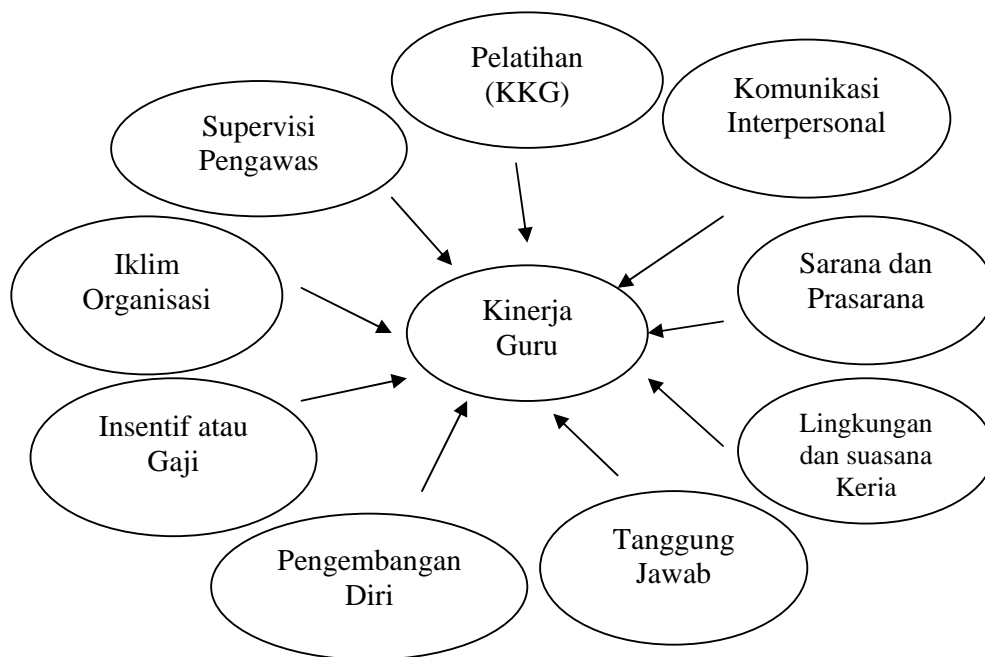 Pelatihan
(KKG)
Komunikasi
Interpersonal
Supervisi
Pengawas
Iklim
Organisasi
Sarana dan
Prasarana
Kinerja
Guru
Insentif atau
Gaji
Lingkungan
dan suasana
Kerja
Pengembangan
Diri
Tanggung
Jawab